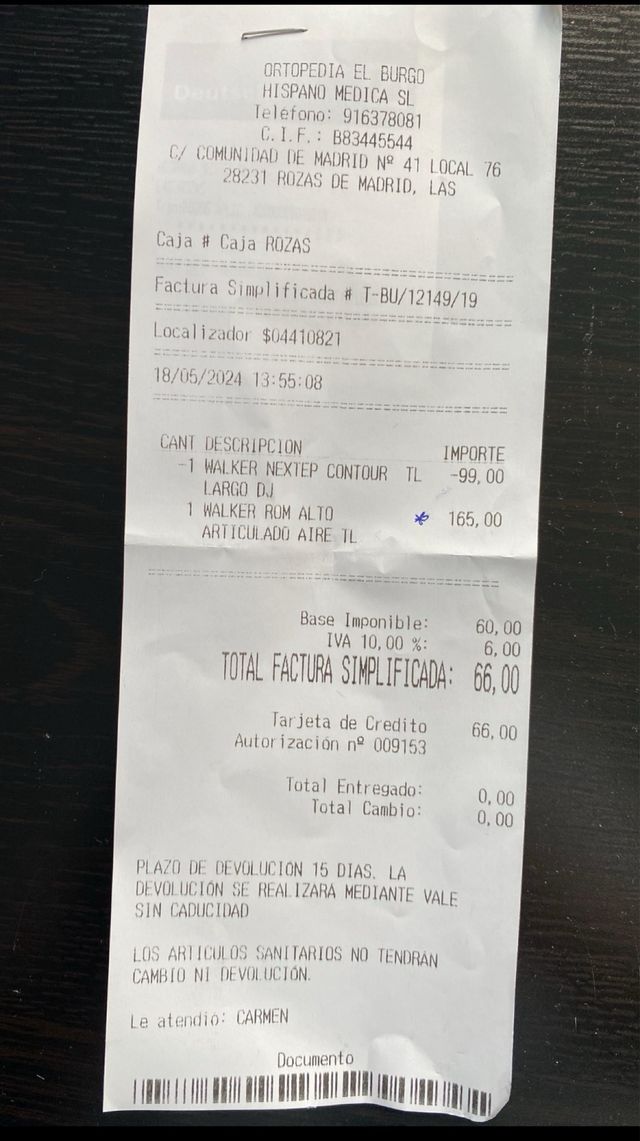 ORTOPEDIA EL BURGO
HISPANO MEDICA SL
Teléfono: 916378081
C.I.F.: B83445544
C/ COMUNIDAD DE MADRID Nº 41 LOCAL 76
28231 ROZAS DE MADRID, LAS
Caja # Caja ROZAS
Factura Simplificada # T-BU/12149/19
Localizador $04410821
18/05/2024 13:55:08
CANT DESCRIPCION IMPORTE
-1 WALKER NEXTEP CONTOUR TL -99,00
LARGO DJ
1 WALKER ROM ALTO * 165,00
ARTICULADO AIRE TL
Base Imponible: 60,00
IVA 10,00 %: 6,00
TOTAL FACTURA SIMPLIFICADA: 66,00
Tarjeta de Credito 66,00
Autorización nº 009153
Total Entregado: 0,00
Total Cambio: 0,00
PLAZO DE DEVOLUCION 15 DIAS. LA
DEVOLUCIÓN SE REALIZARA MEDIANTE VALE
SIN CADUCIDAD
LOS ARTICULOS SANITARIOS NO TENDRÁN
CAMBIO NI DEVOLUCIÓN.
Le atendió: CARMEN
Documento